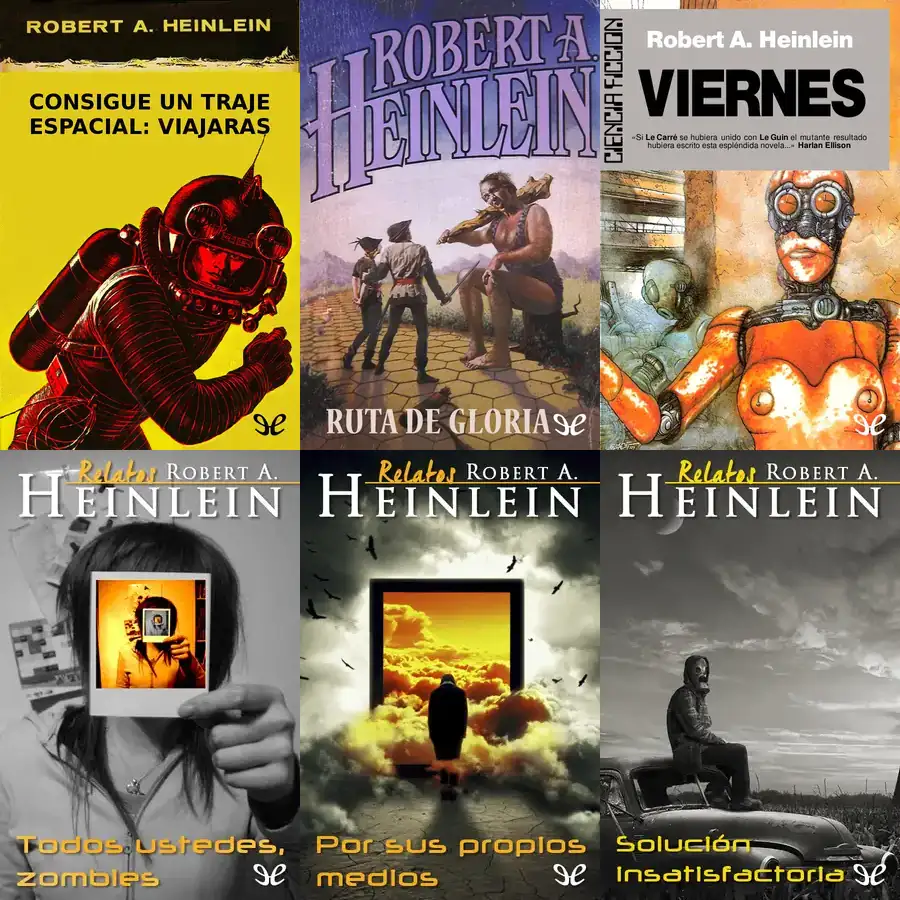 ROBERT A. HEINLEIN
CONSIGUE UN TRAJE
ESPACIAL: VIAJARAS
ROBERT A.
HEINLEIN
RUTA DE GLORIA
CIENCIA FICCION
Robert A. Heinlein
VIERNES
«Si Le Carré se hubiera unido con Le Guin el mutante resultado
hubiera escrito esta espléndida novela...» Harlan Ellison
Relatos ROBERT A.
HEINLEIN
Todos ustedes,
zombies
Relatos ROBERT A.
HEINLEIN
Por sus propios
medios
Relatos ROBERT A.
HEINLEIN
Solución
insatisfactoria